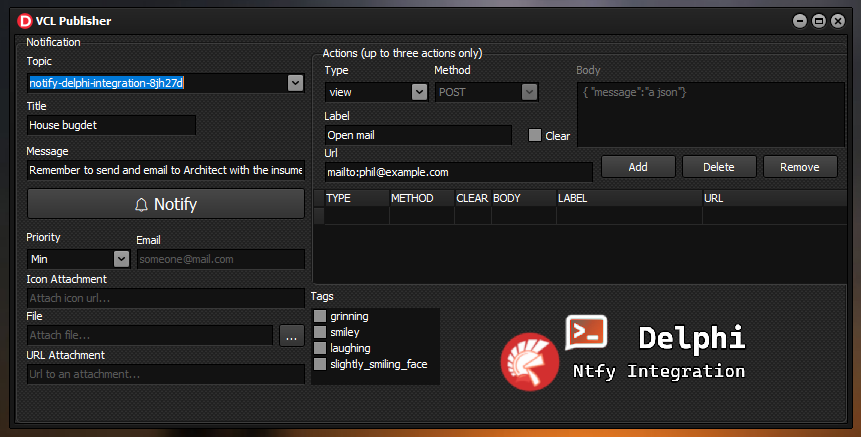 VCL Publisher
Notification
Topic
notify-delphi-integration-8jh27d
Title
House bugdet
Message
Remember to send and email to Architect with the insume
Notify
Priority
Email
Min
someone@mail.com
Icon Attachment
Attach icon url...
File
Attach file...
...
URL Attachment
Url to an attachment...
Actions (up to three actions only)
Type
Method
Body
view
POST
{ "message":"a json"}
Label
Open mail
Clear
Url
mailto:phil@example.com
Add
Delete
Remove
TYPE METHOD CLEAR BODY LABEL URL
Tags
grinning
smiley
laughing
slightly_smiling_face
Delphi
Ntfy Integration